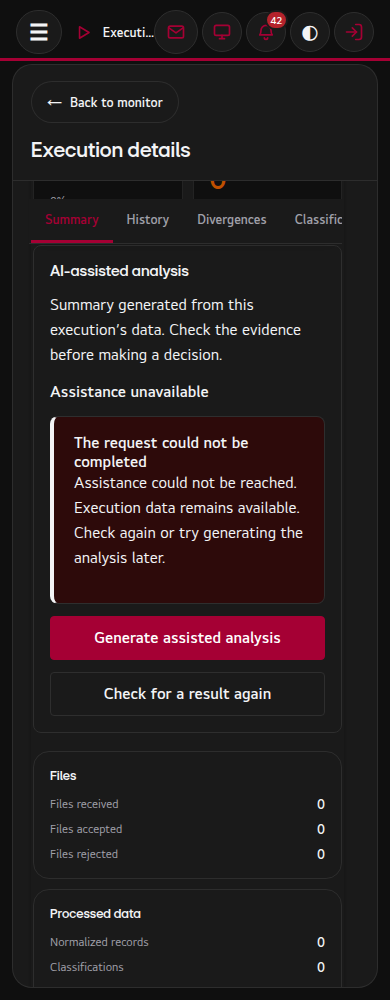 Executi...
42
← Back to monitor
Execution details
Summary
History
Divergences
Classific
AI-assisted analysis
Summary generated from this
execution's data. Check the evidence
before making a decision.
Assistance unavailable
The request could not be
completed
Assistance could not be reached.
Execution data remains available.
Check again or try generating the
analysis later.
Generate assisted analysis
Check for a result again
Files
Files received 0
Files accepted 0
Files rejected 0
Processed data
Normalized records 0
Classifications 0